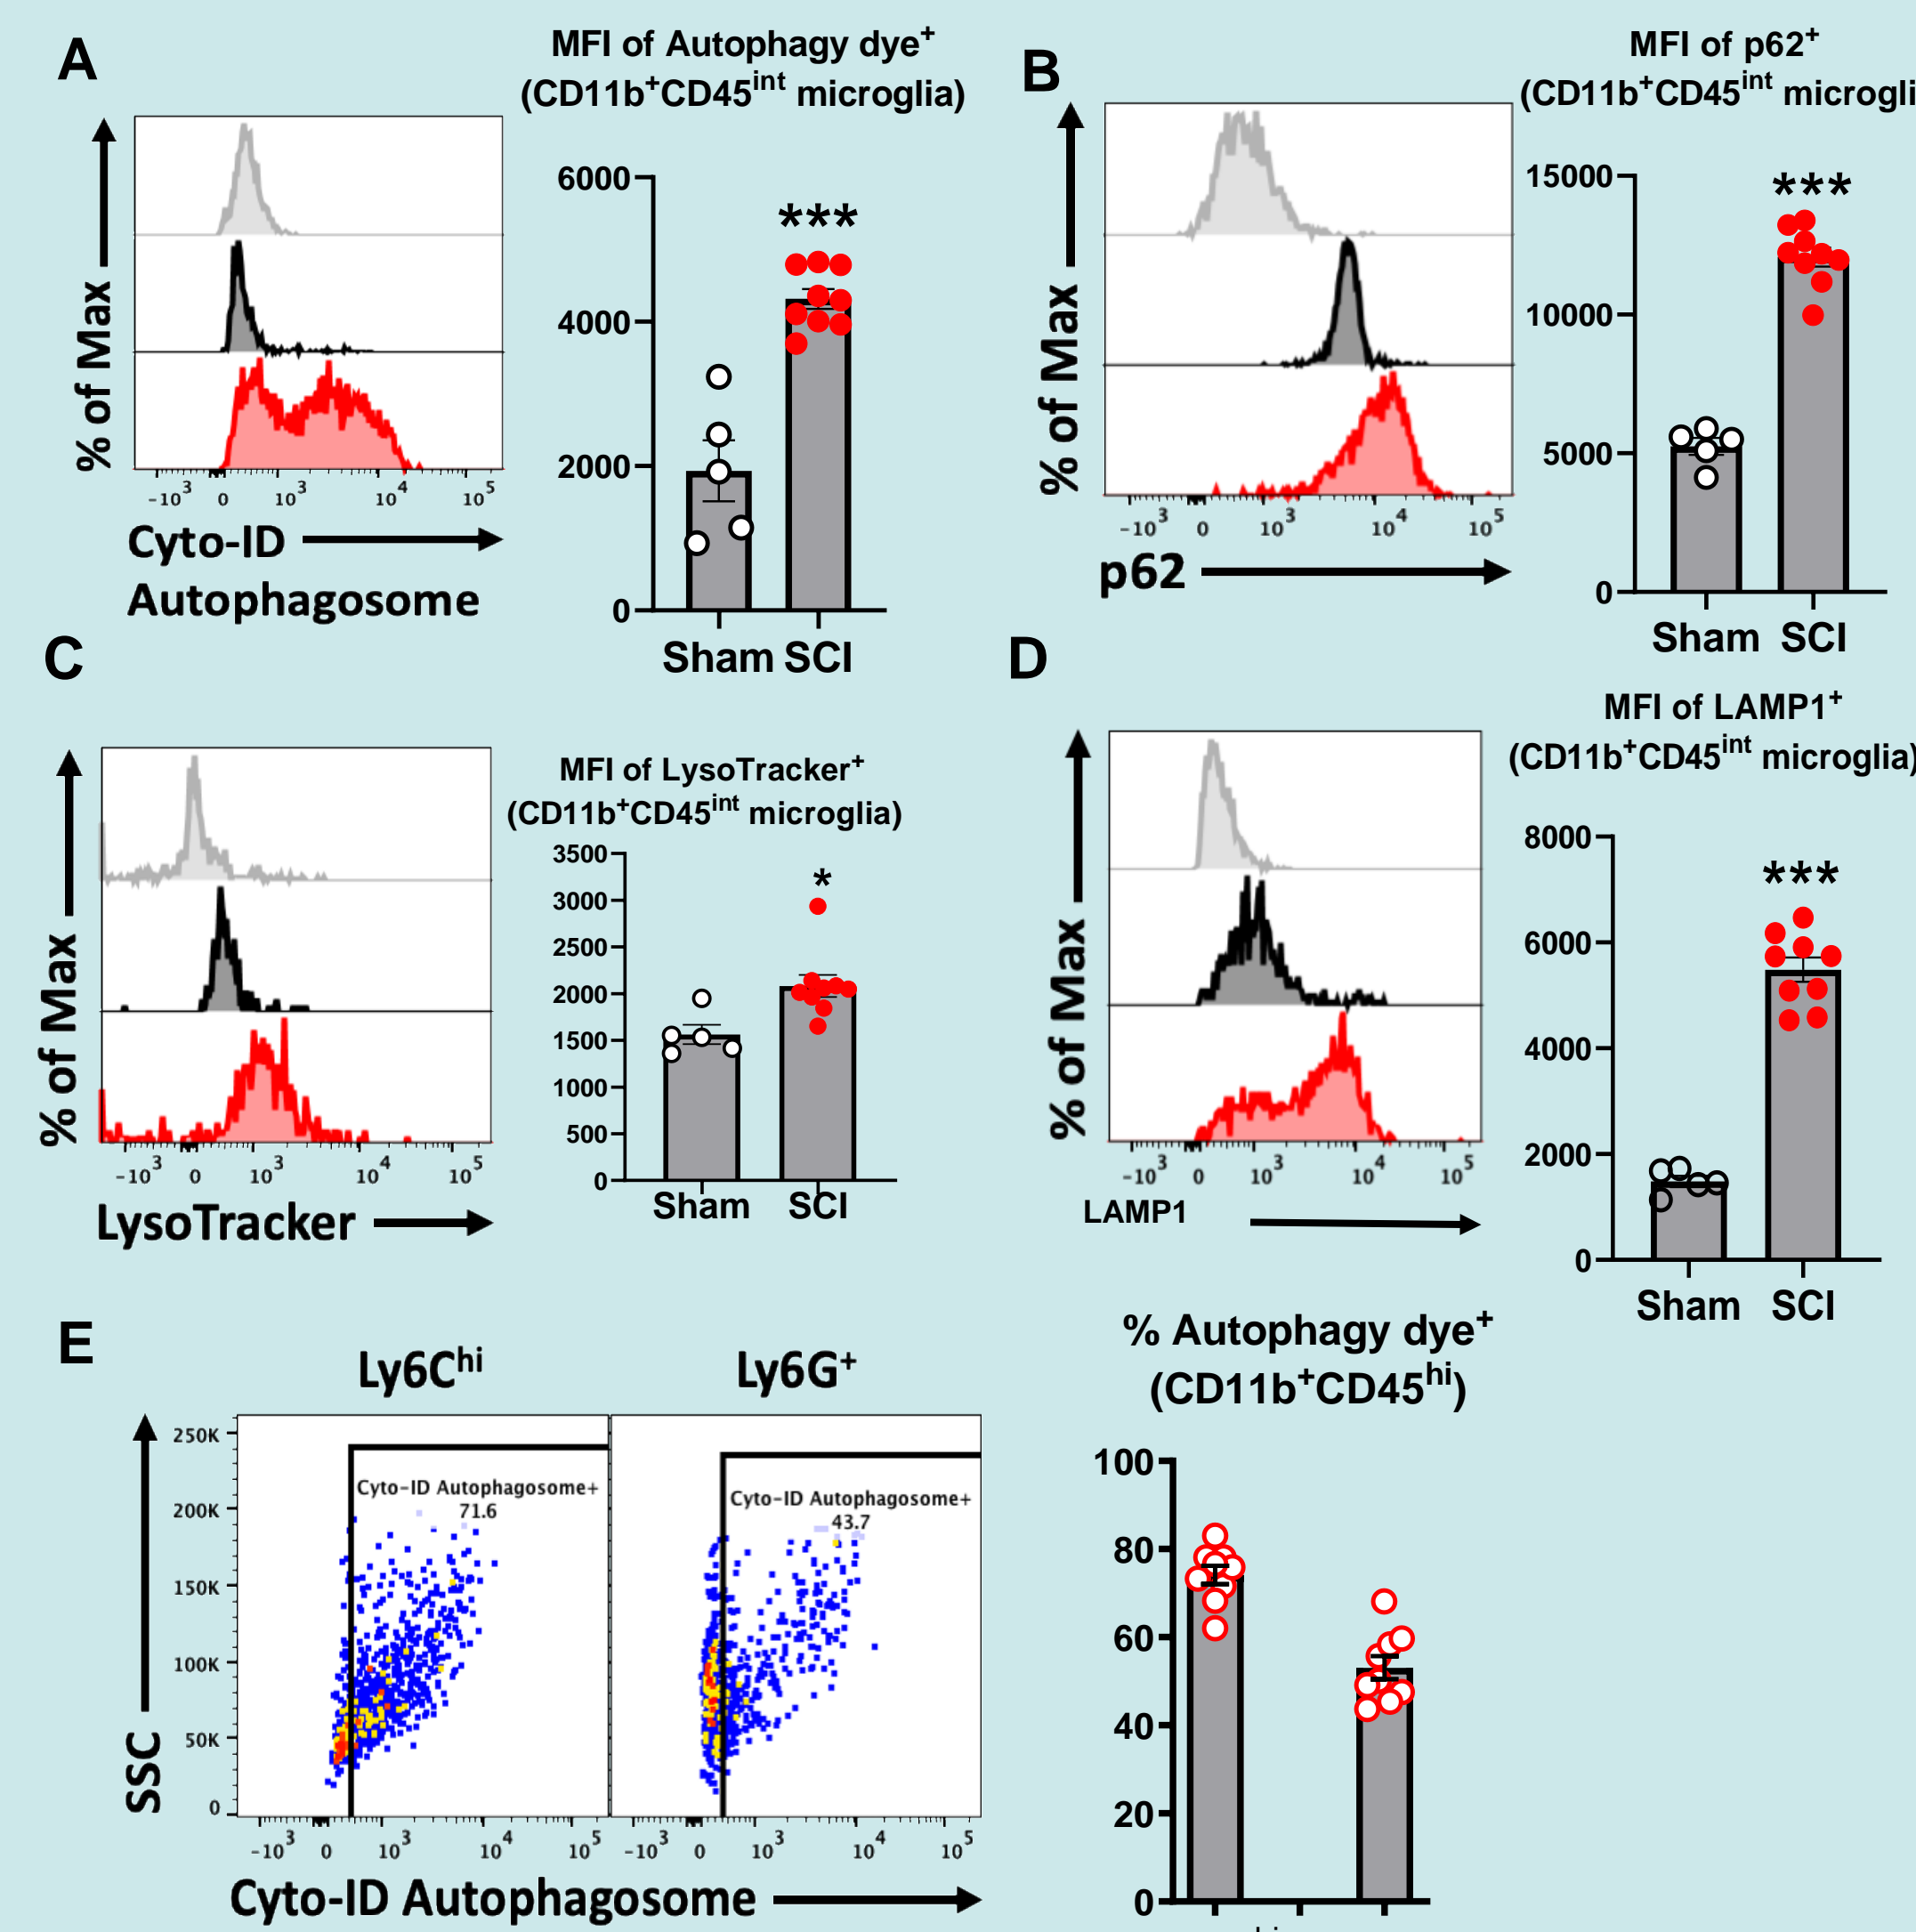 A
MFI of Autophagy dye+
(CD11b+CD45int microglia)
% of Max
-10³ 0 10³ 10⁴ 10⁵
Cyto-ID
Autophagosome
6000
4000
2000
0
***
Sham SCI
B
MFI of p62+
(CD11b+CD45int microgli
% of Max
-10³ 0 10³ 10⁴ 10⁵
p62
15000
10000
5000
0
***
Sham SCI
C
MFI of LysoTracker+
(CD11b+CD45int microglia)
% of Max
-10³ 0 10³ 10⁴ 10⁵
LysoTracker
3500
3000
2500
2000
1500
1000
500
0
*
Sham SCI
D
MFI of LAMP1+
(CD11b+CD45int microglia)
% of Max
-10³ 0 10³ 10⁴ 10⁵
LAMP1
8000
6000
4000
2000
0
***
Sham SCI
E
Ly6Chi
Ly6G+
SSC
250K
200K
150K
100K
50K
0
Cyto-ID Autophagosome+
71.6
Cyto-ID Autophagosome+
43.7
-10³ 0 10³ 10⁴ 10⁵
-10³ 0 10³ 10⁴ 10⁵
Cyto-ID Autophagosome
% Autophagy dye+
(CD11b+CD45hi)
100
80
60
40
20
0